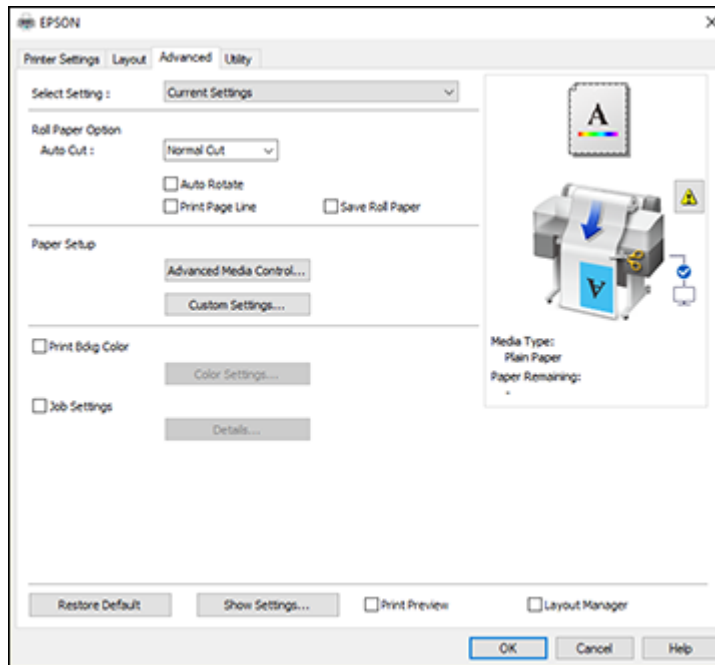 EPSON
Printer Settings Layout Advanced Utility
Select Setting : Current Settings
Roll Paper Option
Auto Cut : Normal Cut
Auto Rotate
Print Page Line Save Roll Paper
Paper Setup
Advanced Media Control...
Custom Settings...
Print Bdkg Color
Color Settings...
Job Settings
Details...
A
A
Media Type:
Plain Paper
Paper Remaining:
-
Restore Default Show Settings... Print Preview Layout Manager
OK Cancel Help